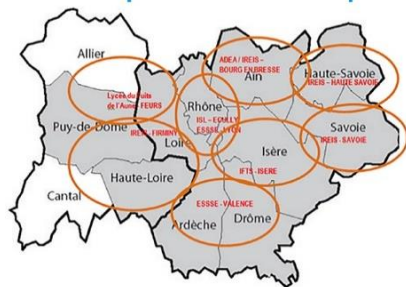 Allier
ADEA / IREIS -
BOURG EN BRESSE
Ain
Haute-Savoie
IREIS - HAUTE SAVOIE
Lycée du Puits
de l'Aune - FEURS
Rhône
ISL - ECULLY
ESSSE - LYON
Puy-de-Dôme
IREIS - FIRMINY
Loire
Savoie
IREIS - SAVOIE
Isère
IFTS - ISERE
Haute-Loire
Cantal
ESSSE - VALENCE
Ardèche
Drôme